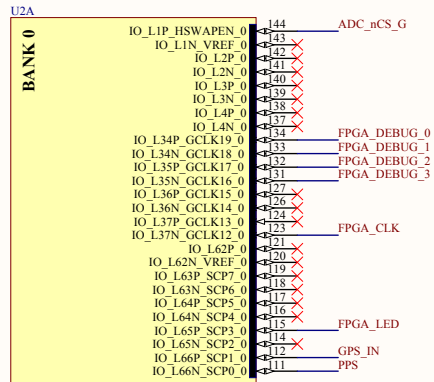 U2A
BANK 0
IO_L1P_HSWAPEN_0 144 ADC_nCS_G
IO_L1N_VREF_0 143
IO_L2P_0 142
IO_L2N_0 141
IO_L3P_0 140
IO_L3N_0 139
IO_L4P_0 138
IO_L4N_0 137
IO_L34P_GCLK19_0 134 FPGA_DEBUG_0
IO_L34N_GCLK18_0 133 FPGA_DEBUG_1
IO_L35P_GCLK17_0 132 FPGA_DEBUG_2
IO_L35N_GCLK16_0 131 FPGA_DEBUG_3
IO_L36P_GCLK15_0 127
IO_L36N_GCLK14_0 126
IO_L37P_GCLK13_0 124
IO_L37N_GCLK12_0 123 FPGA_CLK
IO_L62P_0 121
IO_L62N_VREF_0 120
IO_L63P_SCP7_0 119
IO_L63N_SCP6_0 118
IO_L64P_SCP5_0 117
IO_L64N_SCP4_0 116
IO_L65P_SCP3_0 115 FPGA_LED
IO_L65N_SCP2_0 114
IO_L66P_SCP1_0 112 GPS_IN
IO_L66N_SCP0_0 111 PPS